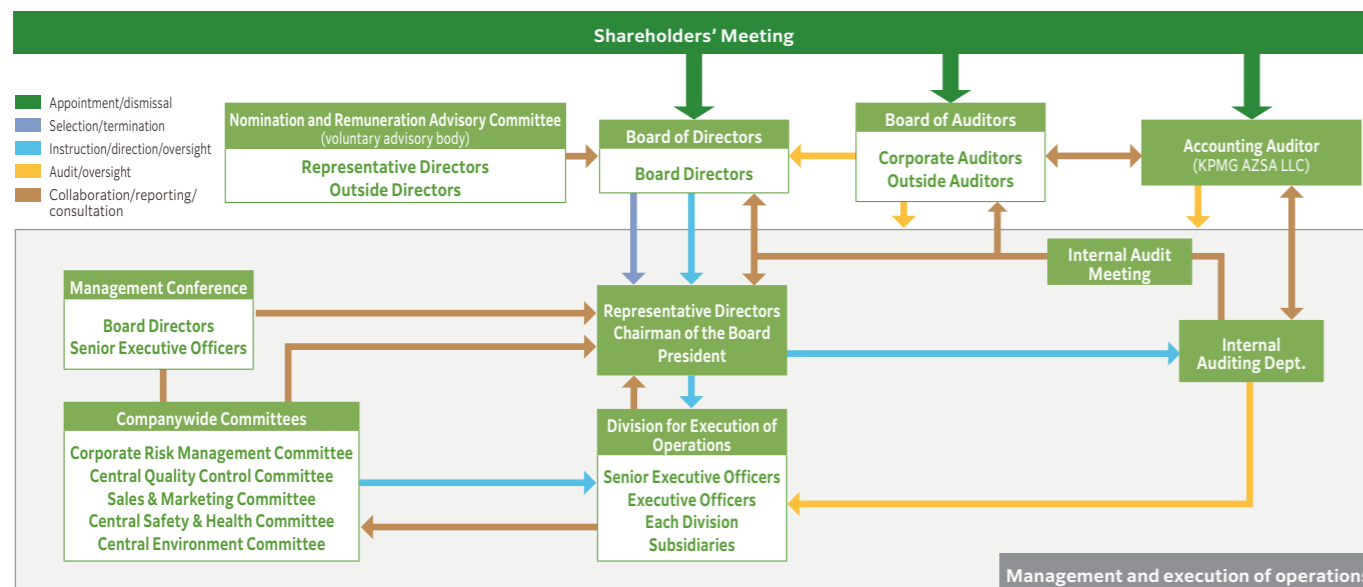 Shareholders’ Meeting
Appointment/dismissal
Selection/termination
Instruction/direction/oversight
Audit/oversight
Collaboration/reporting/
consultation
Nomination and Remuneration Advisory Committee
(voluntary advisory body)
Representative Directors
Outside Directors
Board of Directors
Board Directors
Board of Auditors
Corporate Auditors
Outside Auditors
Accounting Auditor
(KPMG AZSA LLC)
Internal Audit
Meeting
Management Conference
Board Directors
Senior Executive Officers
Representative Directors
Chairman of the Board
President
Internal
Auditing Dept.
Companywide Committees
Corporate Risk Management Committee
Central Quality Control Committee
Sales & Marketing Committee
Central Safety & Health Committee
Central Environment Committee
Division for Execution of
Operations
Senior Executive Officers
Executive Officers
Each Division
Subsidiaries
Management and execution of operation